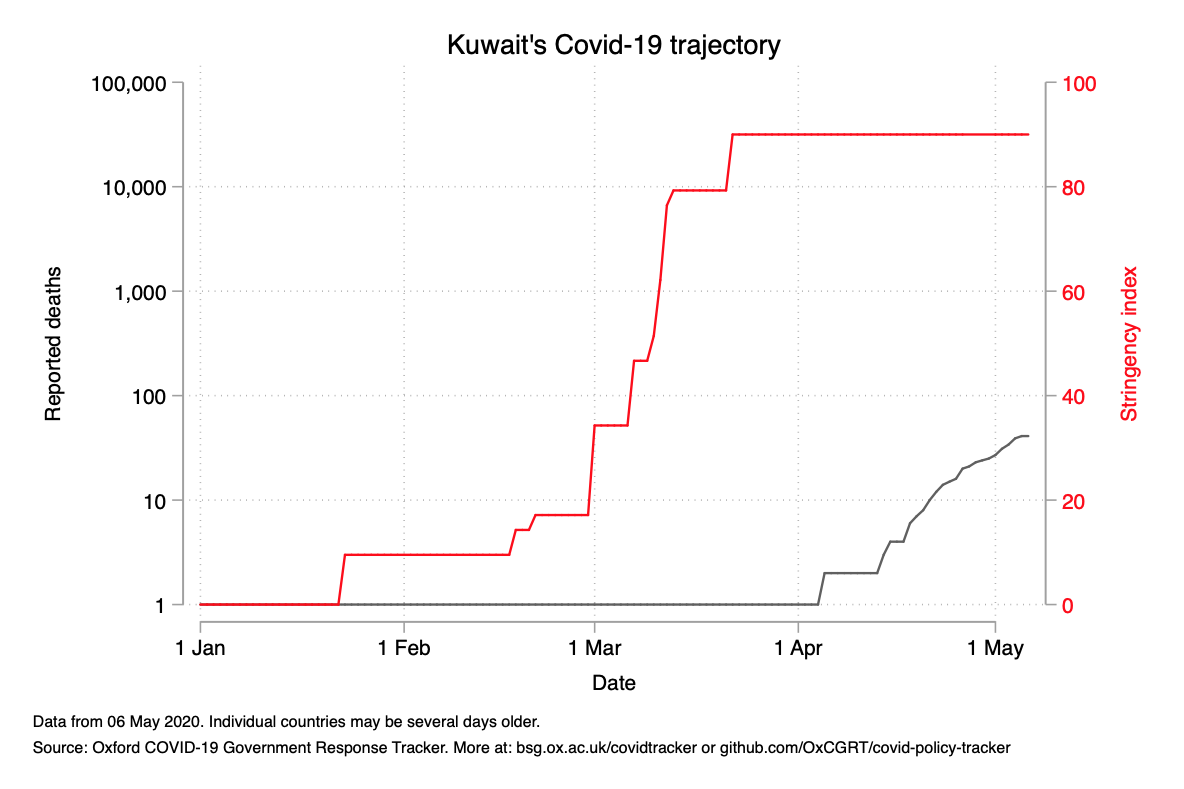 Kuwait's Covid-19 trajectory
100,000
10,000
1,000
100
10
1
Reported deaths
100
80
60
40
20
0
Stringency index
1 Jan
1 Feb
1 Mar
1 Apr
1 May
Date
Data from 06 May 2020. Individual countries may be several days older.
Source: Oxford COVID-19 Government Response Tracker. More at: bsg.ox.ac.uk/covidtracker or github.com/OxCGRT/covid-policy-tracker